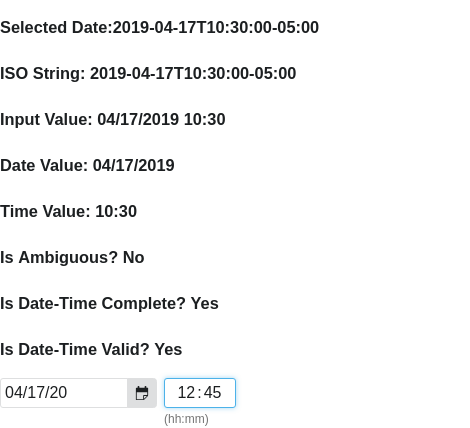 Selected Date:2019-04-17T10:30:00-05:00
ISO String: 2019-04-17T10:30:00-05:00
Input Value: 04/17/2019 10:30
Date Value: 04/17/2019
Time Value: 10:30
Is Ambiguous? No
Is Date-Time Complete? Yes
Is Date-Time Valid? Yes
04/17/20 12:45
(hh:mm)